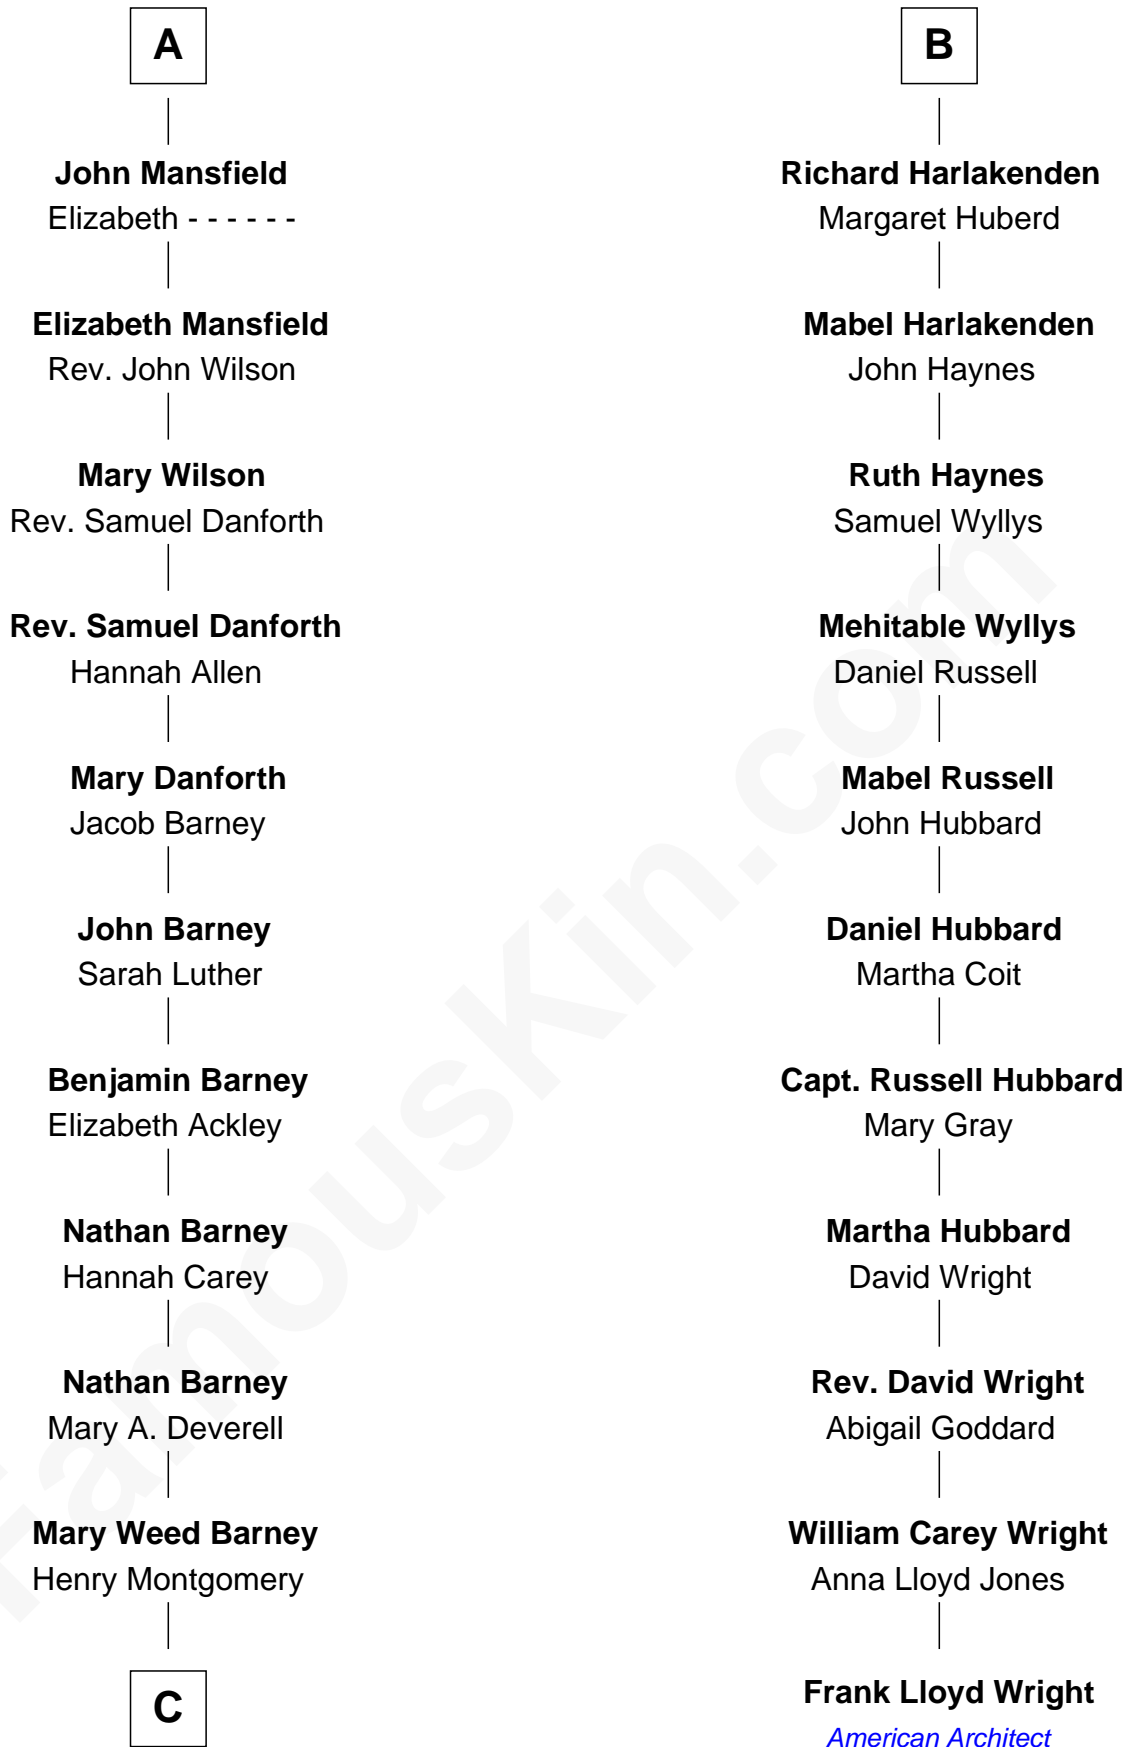 A
John Mansfield
Elizabeth - - - - - -
Elizabeth Mansfield
Rev. John Wilson
Mary Wilson
Rev. Samuel Danforth
Rev. Samuel Danforth
Hannah Allen
Mary Danforth
Jacob Barney
John Barney
Sarah Luther
Benjamin Barney
Elizabeth Ackley
Nathan Barney
Hannah Carey
Nathan Barney
Mary A. Deverell
Mary Weed Barney
Henry Montgomery
C
B
Richard Harlakenden
Margaret Huberd
Mabel Harlakenden
John Haynes
Ruth Haynes
Samuel Wyllys
Mehitable Wyllys
Daniel Russell
Mabel Russell
John Hubbard
Daniel Hubbard
Martha Coit
Capt. Russell Hubbard
Mary Gray
Martha Hubbard
David Wright
Rev. David Wright
Abigail Goddard
William Carey Wright
Anna Lloyd Jones
Frank Lloyd Wright
American Architect
FamousKin.com